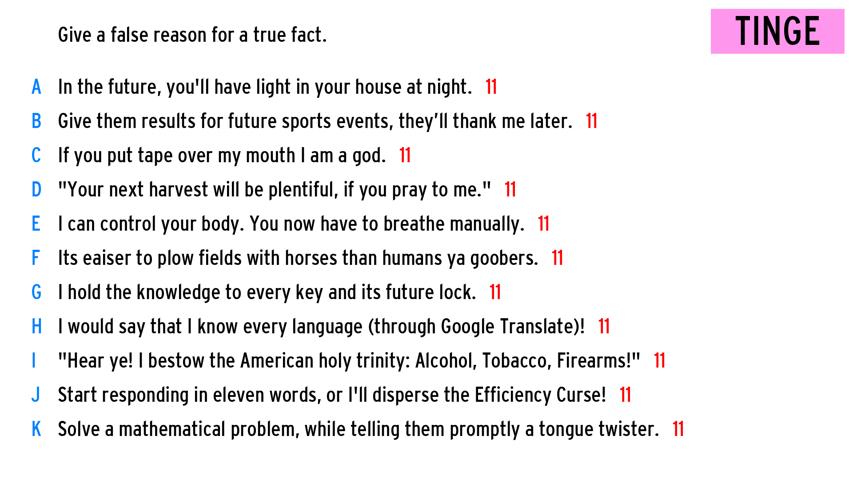 Give a false reason for a true fact.
TINGE
A In the future, you'll have light in your house at night. 11
B Give them results for future sports events, they'll thank me later. 11
C If you put tape over my mouth I am a god. 11
D "Your next harvest will be plentiful, if you pray to me." 11
E I can control your body. You now have to breathe manually. 11
F Its eaiser to plow fields with horses than humans ya goobers. 11
G I hold the knowledge to every key and its future lock. 11
H I would say that I know every language (through Google Translate)! 11
I "Hear ye! I bestow the American holy trinity: Alcohol, Tobacco, Firearms!" 11
J Start responding in eleven words, or I'll disperse the Efficiency Curse! 11
K Solve a mathematical problem, while telling them promptly a tongue twister. 11